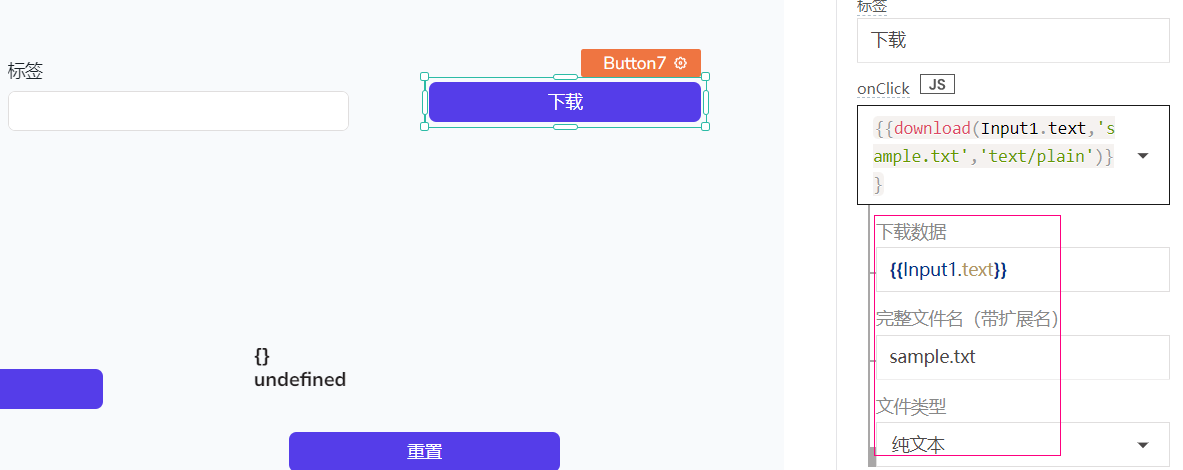 标签
下载
标签
Button7
下载
onClick
JS
{{download(Input1.text,'s
ample.txt','text/plain')}
}
下载数据
{{Input1.text}}
完整文件名（带扩展名）
sample.txt
文件类型
纯文本
{}
undefined
重置